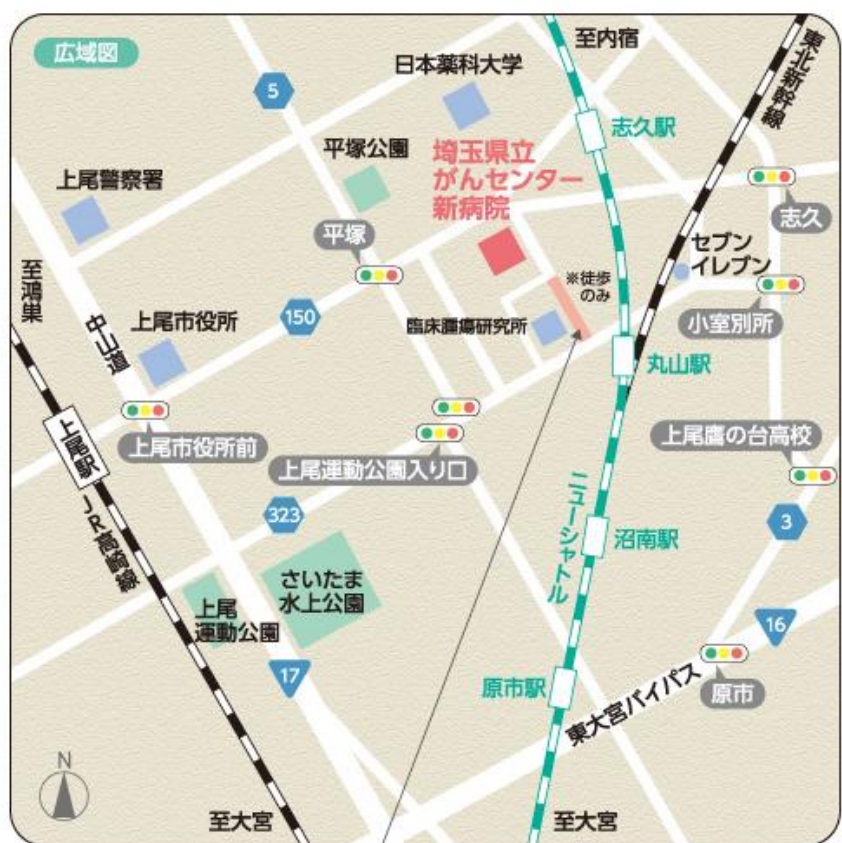 広域図
至内宿
東北新幹線
日本薬科大学
5
志久駅
平塚公園
埼玉県立
がんセンター
新病院
上尾警察署
志久
平塚
セブン
イレブン
至鴻巣
※徒歩
のみ
中山道
上尾市役所
150
臨床腫瘍研究所
小室別所
丸山駅
上尾市役所前
上尾駅
上尾運動公園入り口
上尾鷹の台高校
JR高崎線
323
ニューシャトル
沼南駅
3
さいたま
水上公園
上尾
運動公園
16
17
原市駅
原市
東大宮バイパス
N
至大宮
至大宮